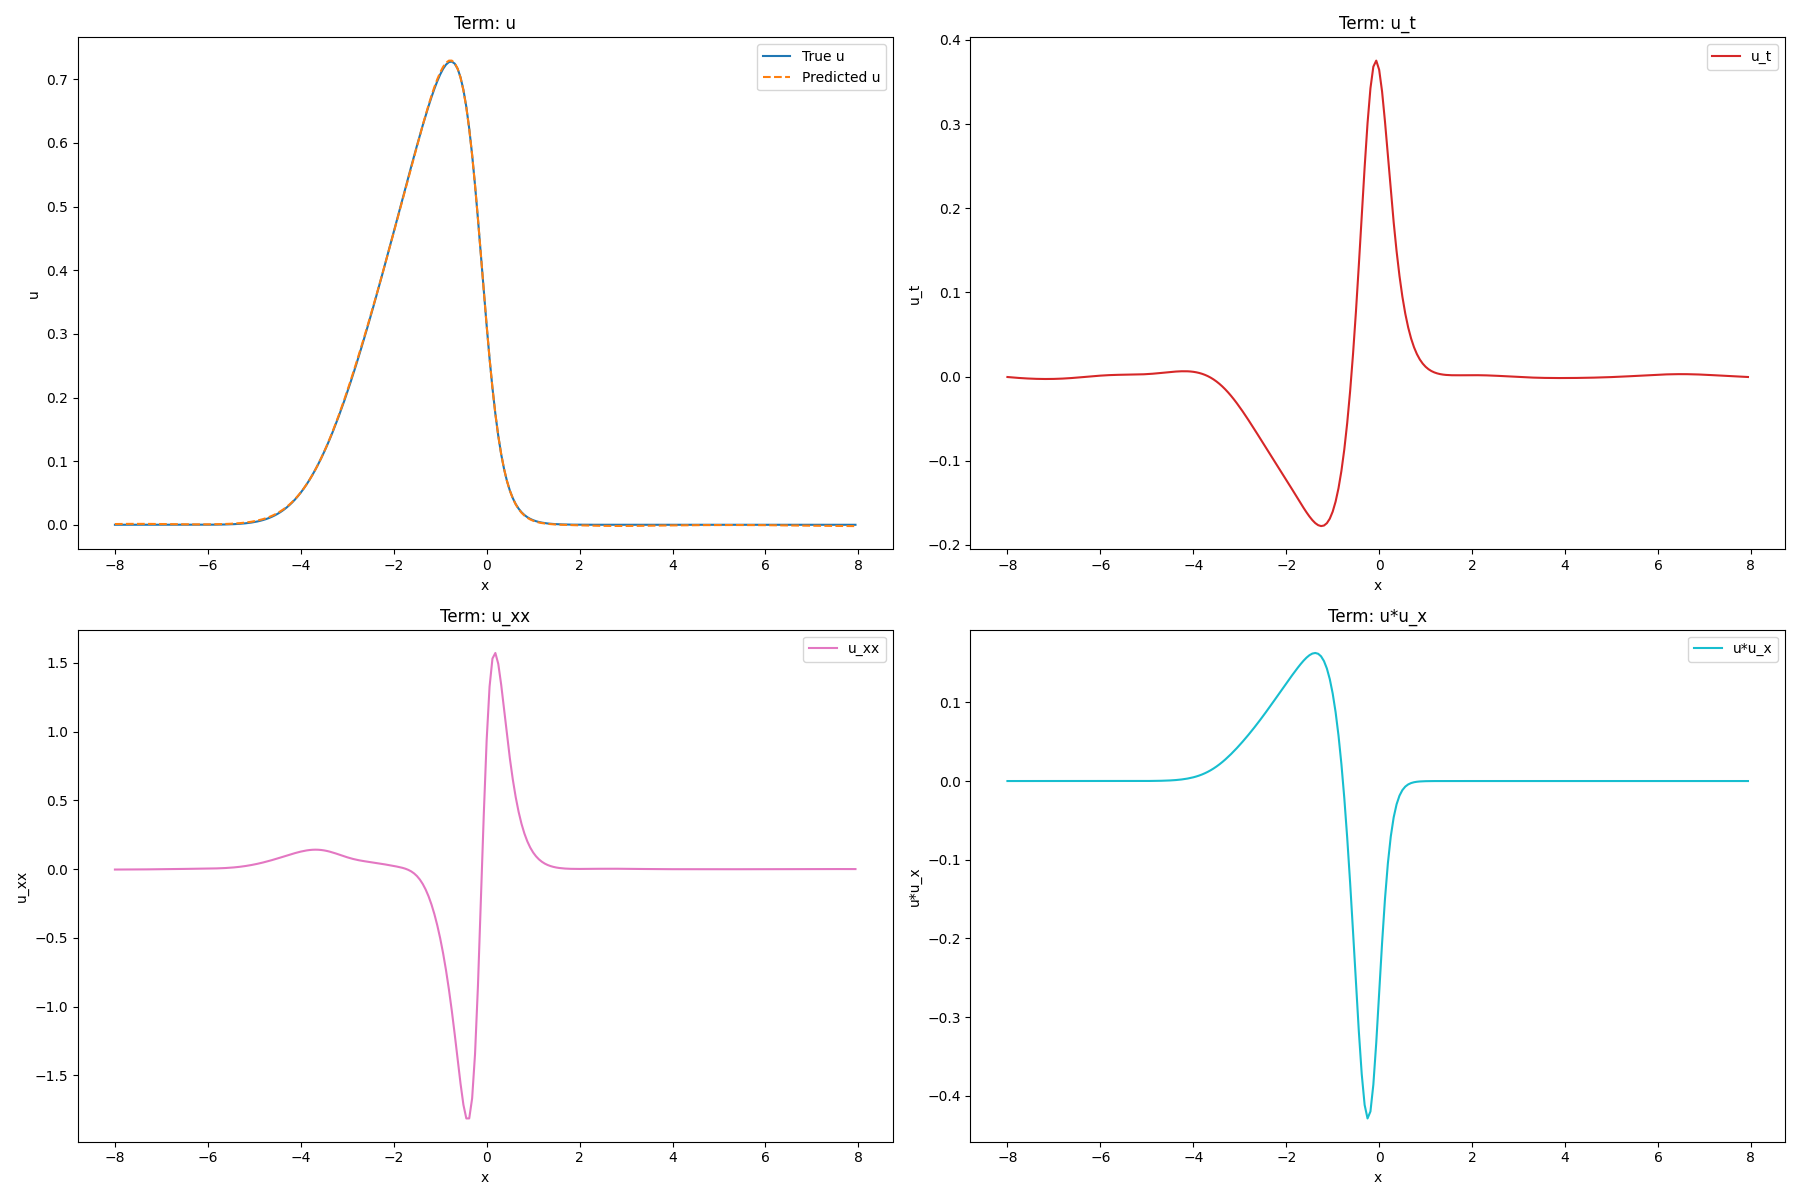 Term: u
True u
Predicted u
0.7
0.6
0.5
0.4
0.3
0.2
0.1
0.0
u
−8 −6 −4 −2 0 2 4 6 8
x
Term: u_t
u_t
0.4
0.3
0.2
0.1
0.0
−0.1
−0.2
u_t
−8 −6 −4 −2 0 2 4 6 8
x
Term: u_xx
u_xx
1.5
1.0
0.5
0.0
−0.5
−1.0
−1.5
u_xx
−8 −6 −4 −2 0 2 4 6 8
x
Term: u*u_x
u*u_x
0.1
0.0
−0.1
−0.2
−0.3
−0.4
u*u_x
−8 −6 −4 −2 0 2 4 6 8
x